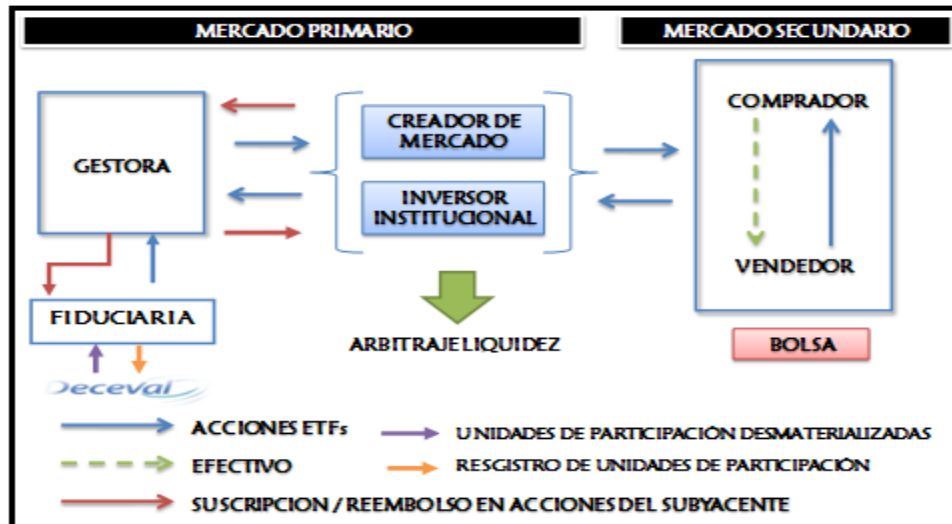 MERCADO PRIMARIO
MERCADO SECUNDARIO
GESTORA
CREADOR DE
MERCADO
INVERSOR
INSTITUCIONAL
COMPRADOR
VENDEDOR
FIDUCIARIA
ARBITRAJE LIQUIDEZ
BOLSA
Deceval
ACCIONES ETFs
UNIDADES DE PARTICIPACIÓN DESMATERIALIZADAS
EFECTIVO
RESGISTRO DE UNIDADES DE PARTICIPACIÓN
SUSCRIPCION / REEMBOLSO EN ACCIONES DEL SUBYACENTE